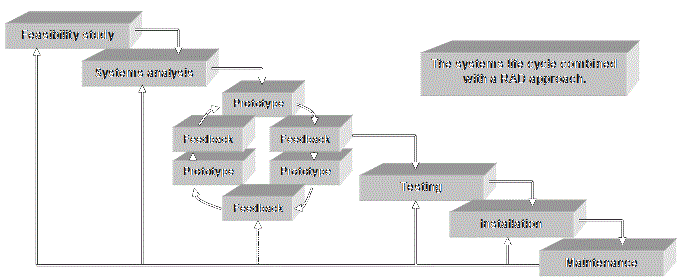 Feasibility study
The systems life cycle combined
with a RAD approach.
Systems analysis
Prototype
Feedback
Feedback
Prototype
Prototype
Feedback
Testing
Installation
Maintenance